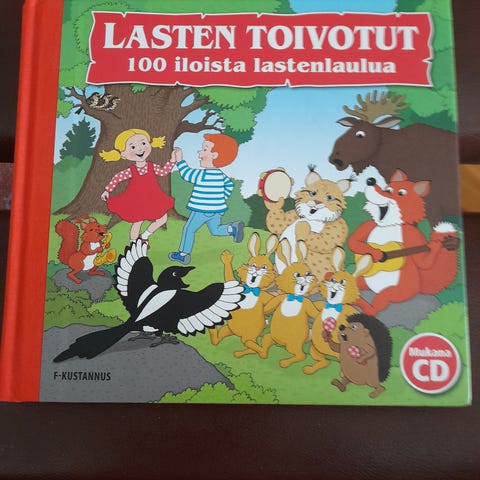 LASTEN TOIVOTUT
100 iloista lastenlaulua
F-KUSTANNUS
Mukana
CD